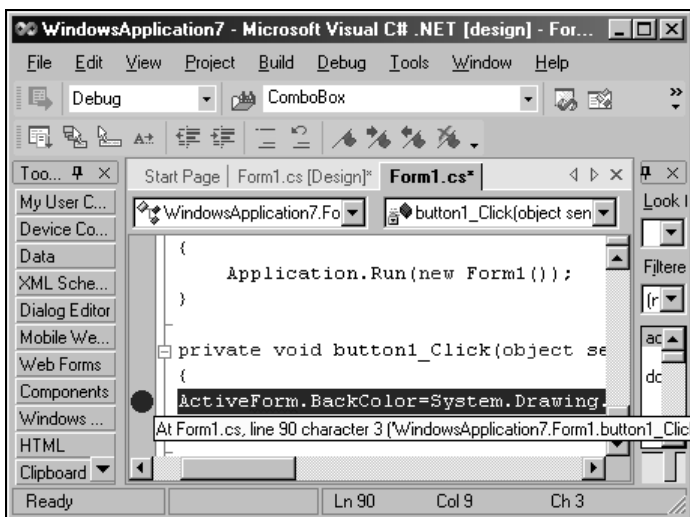 WindowsApplication7 - Microsoft Visual C# .NET [design] - For...
File Edit View Project Build Debug Tools Window Help
Debug ComboBox
Too... Start Page Form1.cs [Design]* Form1.cs*
My User C... WindowsApplication7.Fo button1_Click(object sen Look
Device Co...
Data { Filtere
XML Sche... Application.Run(new Form1()); (r
Dialog Editor }
Mobile We... private void button1_Click(object se ac
Web Forms { dc
Components ActiveForm.BackColor=System.Drawing.
Windows ... At Form1.cs, line 90 character 3 ('WindowsApplication7.Form1.button1_Clic
HTML
Clipboard
Ready Ln 90 Col 9 Ch 3